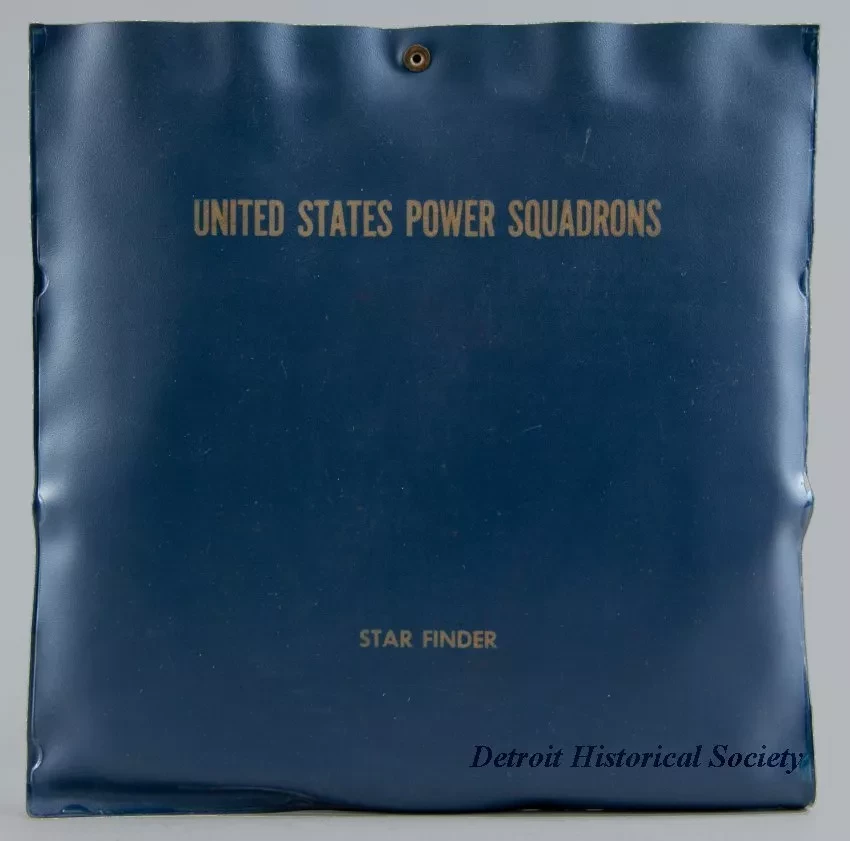 UNITED STATES POWER SQUADRONS
STAR FINDER
Detroit Historical Society